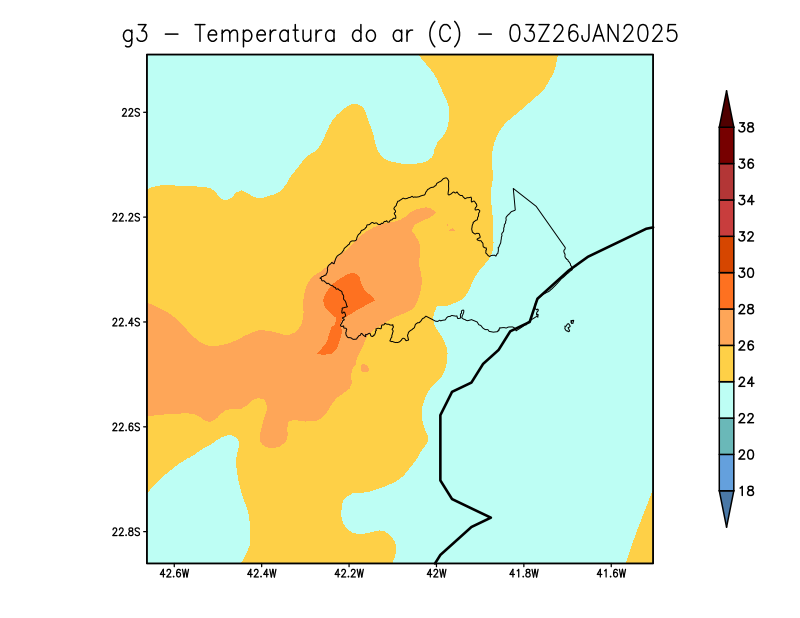 g3 – Temperatura do ar (C) – 03Z26JAN2025
22S
22.2S
22.4S
22.6S
22.8S
42.6W
42.4W
42.2W
42W
41.8W
41.6W
38
36
34
32
30
28
26
24
22
20
18